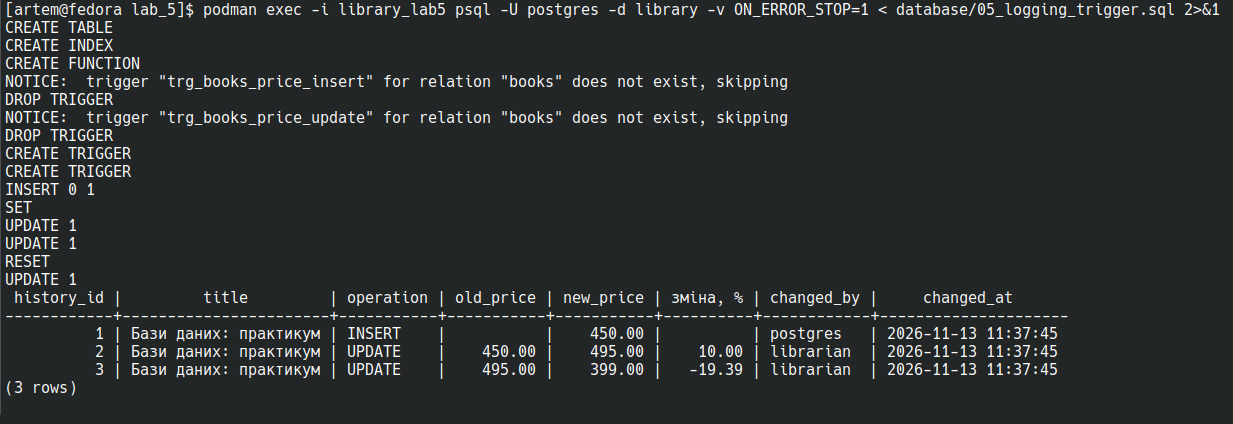 [artem@fedora lab_5]$ podman exec -i library_lab5 psql -U postgres -d library -v ON_ERROR_STOP=1 < database/05_logging_trigger.sql 2>&1
CREATE TABLE
CREATE INDEX
CREATE FUNCTION
NOTICE:  trigger "trg_books_price_insert" for relation "books" does not exist, skipping
DROP TRIGGER
NOTICE:  trigger "trg_books_price_update" for relation "books" does not exist, skipping
DROP TRIGGER
CREATE TRIGGER
CREATE TRIGGER
INSERT 0 1
SET
UPDATE 1
UPDATE 1
RESET
UPDATE 1
 history_id |         title         | operation | old_price | new_price | зміна, % | changed_by |     changed_at
------------+-----------------------+-----------+-----------+-----------+----------+------------+---------------------
          1 | Бази даних: практикум | INSERT    |           |    450.00 |          | postgres   | 2026-11-13 11:37:45
          2 | Бази даних: практикум | UPDATE    |    450.00 |    495.00 |    10.00 | librarian  | 2026-11-13 11:37:45
          3 | Бази даних: практикум | UPDATE    |    495.00 |    399.00 |   -19.39 | librarian  | 2026-11-13 11:37:45
(3 rows)